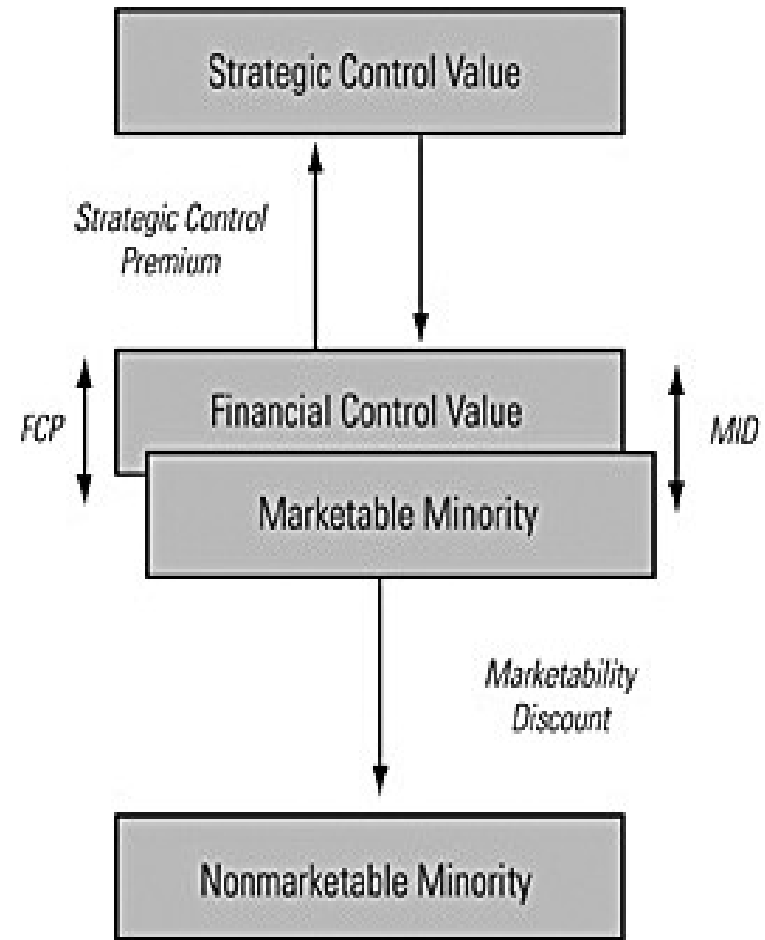 Strategic Control Value
Strategic Control
Premium
FCP
Financial Control Value
MID
Marketable Minority
Marketability
Discount
Nonmarketable Minority